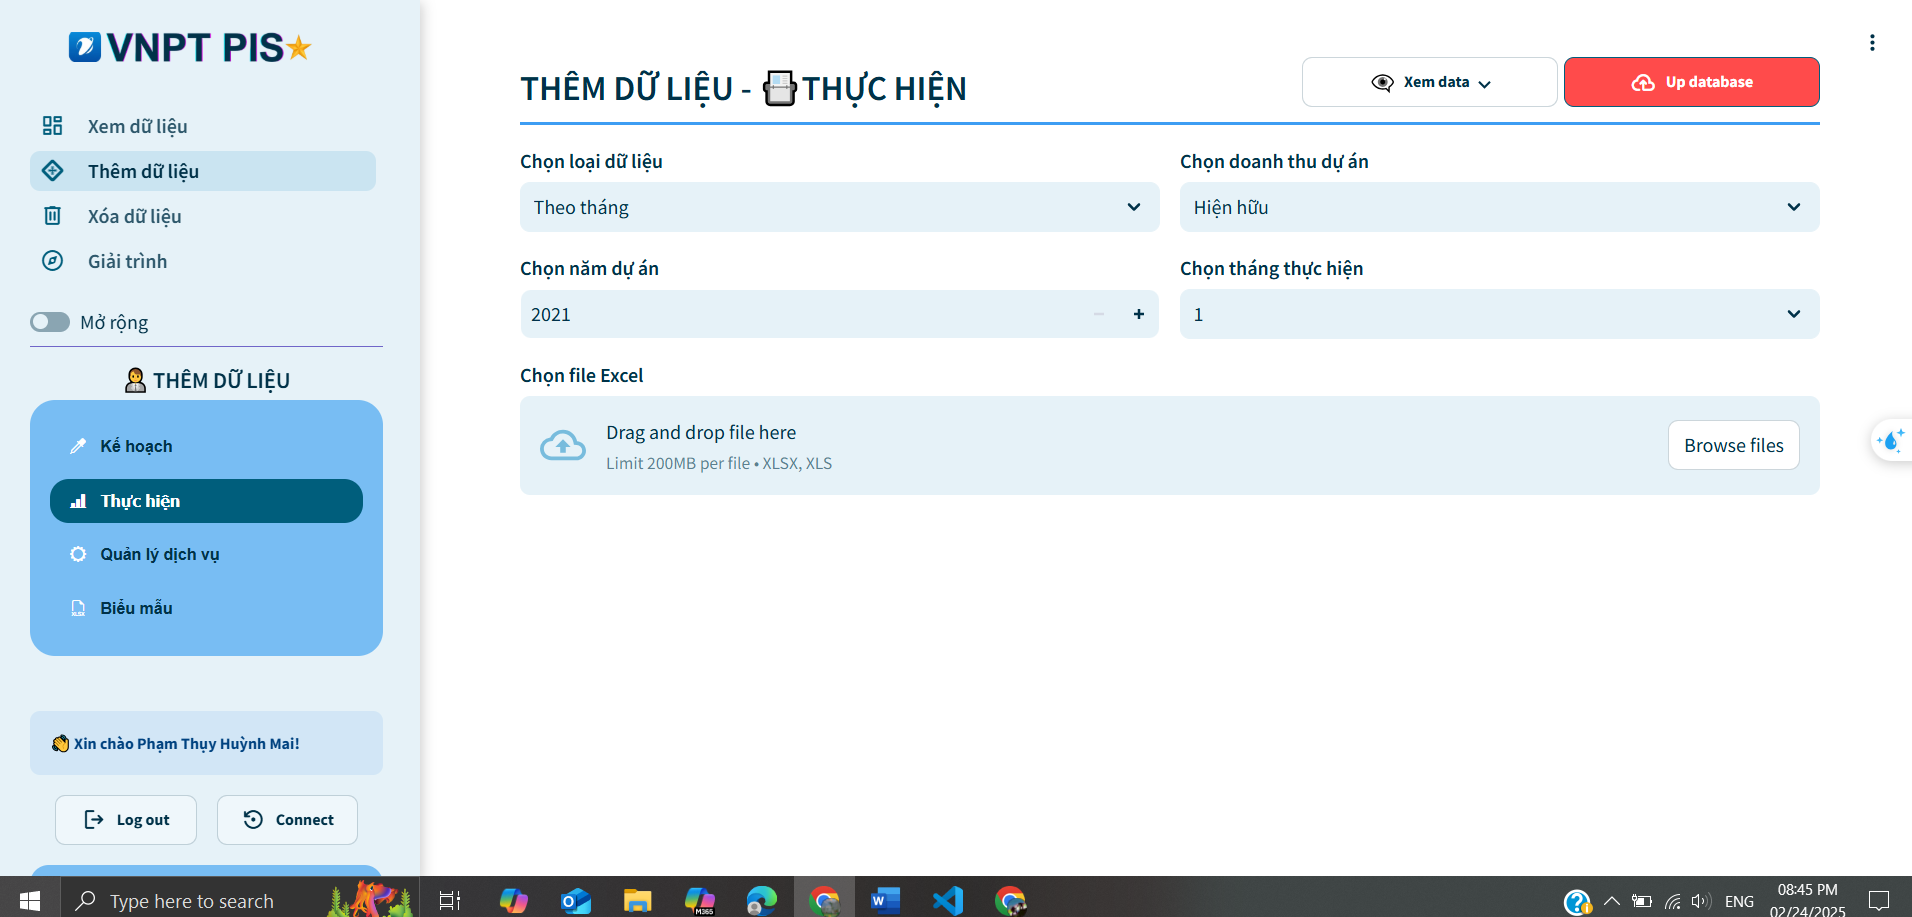 VNPT PIS
Xem dữ liệu
Thêm dữ liệu
Xóa dữ liệu
Giải trình
Mở rộng
THÊM DỮ LIỆU
Kế hoạch
Thực hiện
Quản lý dịch vụ
Biểu mẫu
Xin chào Phạm Thụy Huỳnh Mai!
Log out
Connect
THÊM DỮ LIỆU - THỰC HIỆN
Xem data
Up database
Chọn loại dữ liệu
Theo tháng
Chọn doanh thu dự án
Hiện hữu
Chọn năm dự án
2021
Chọn tháng thực hiện
1
Chọn file Excel
Drag and drop file here
Limit 200MB per file • XLSX, XLS
Browse files
Type here to search
M365
ENG
08:45 PM
02/24/2025